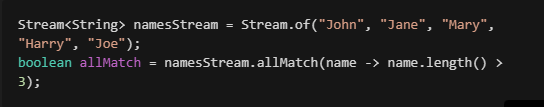 Stream<String> namesStream = Stream.of("John", "Jane", "Mary",
"Harry", "Joe");
boolean allMatch = namesStream.allMatch(name -> name.length() >
3);